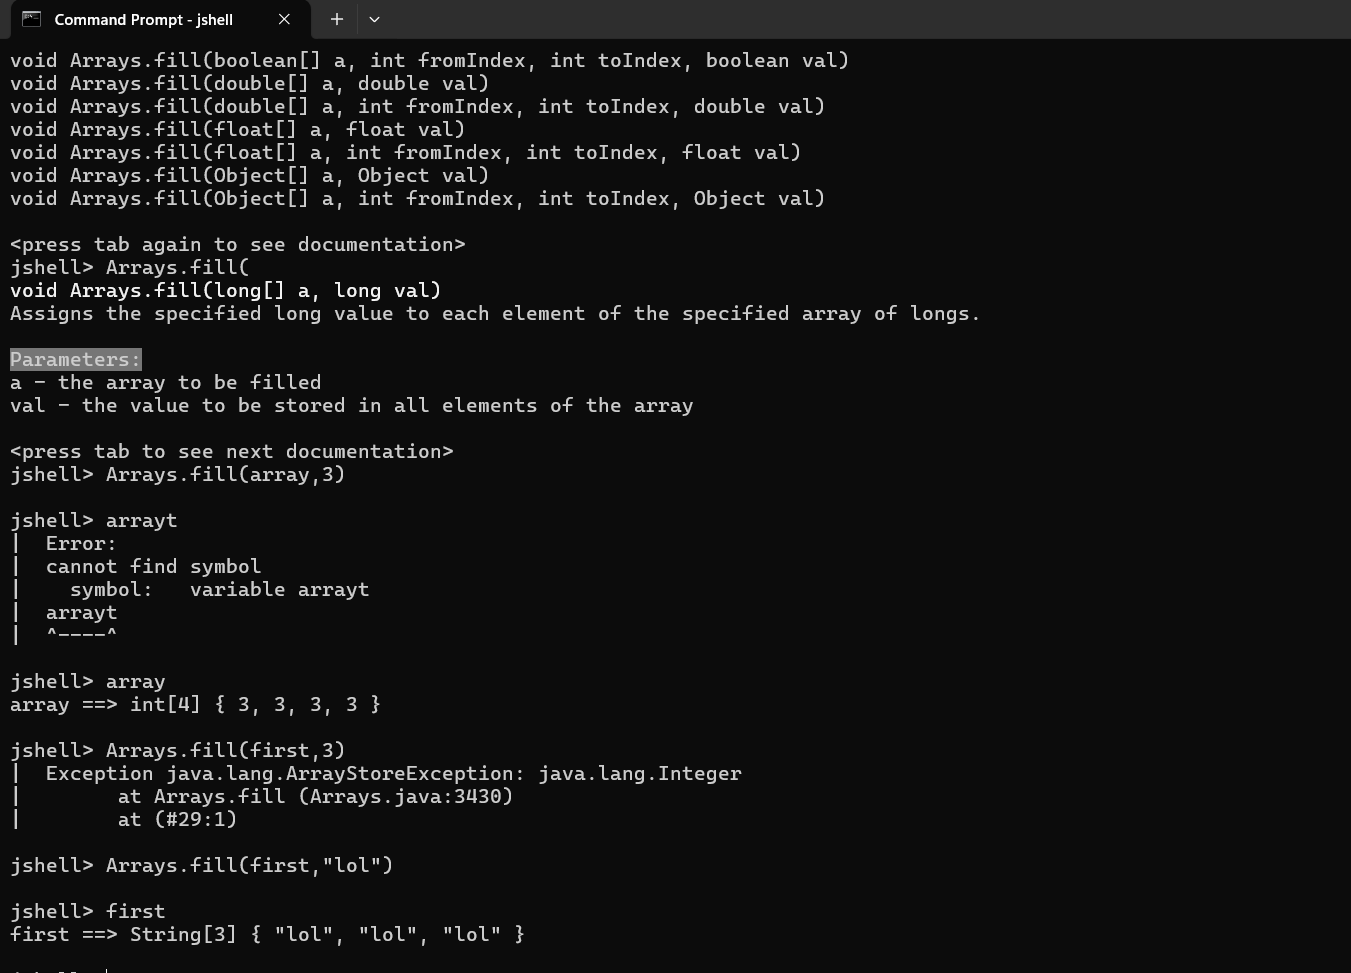 Command Prompt - jshell
void Arrays.fill(boolean[] a, int fromIndex, int toIndex, boolean val)
void Arrays.fill(double[] a, double val)
void Arrays.fill(double[] a, int fromIndex, int toIndex, double val)
void Arrays.fill(float[] a, float val)
void Arrays.fill(float[] a, int fromIndex, int toIndex, float val)
void Arrays.fill(Object[] a, Object val)
void Arrays.fill(Object[] a, int fromIndex, int toIndex, Object val)
<press tab again to see documentation>
jshell> Arrays.fill(
void Arrays.fill(long[] a, long val)
Assigns the specified long value to each element of the specified array of longs.
Parameters:
a - the array to be filled
val - the value to be stored in all elements of the array
<press tab to see next documentation>
jshell> Arrays.fill(array,3)
jshell> arrayt
|  Error:
|  cannot find symbol
|    symbol:   variable arrayt
|  arrayt
|  ^----^
jshell> array
array ==> int[4] { 3, 3, 3, 3 }
jshell> Arrays.fill(first,3)
|  Exception java.lang.ArrayStoreException: java.lang.Integer
|        at Arrays.fill (Arrays.java:3430)
|        at (#29:1)
jshell> Arrays.fill(first,"lol")
jshell> first
first ==> String[3] { "lol", "lol", "lol" }